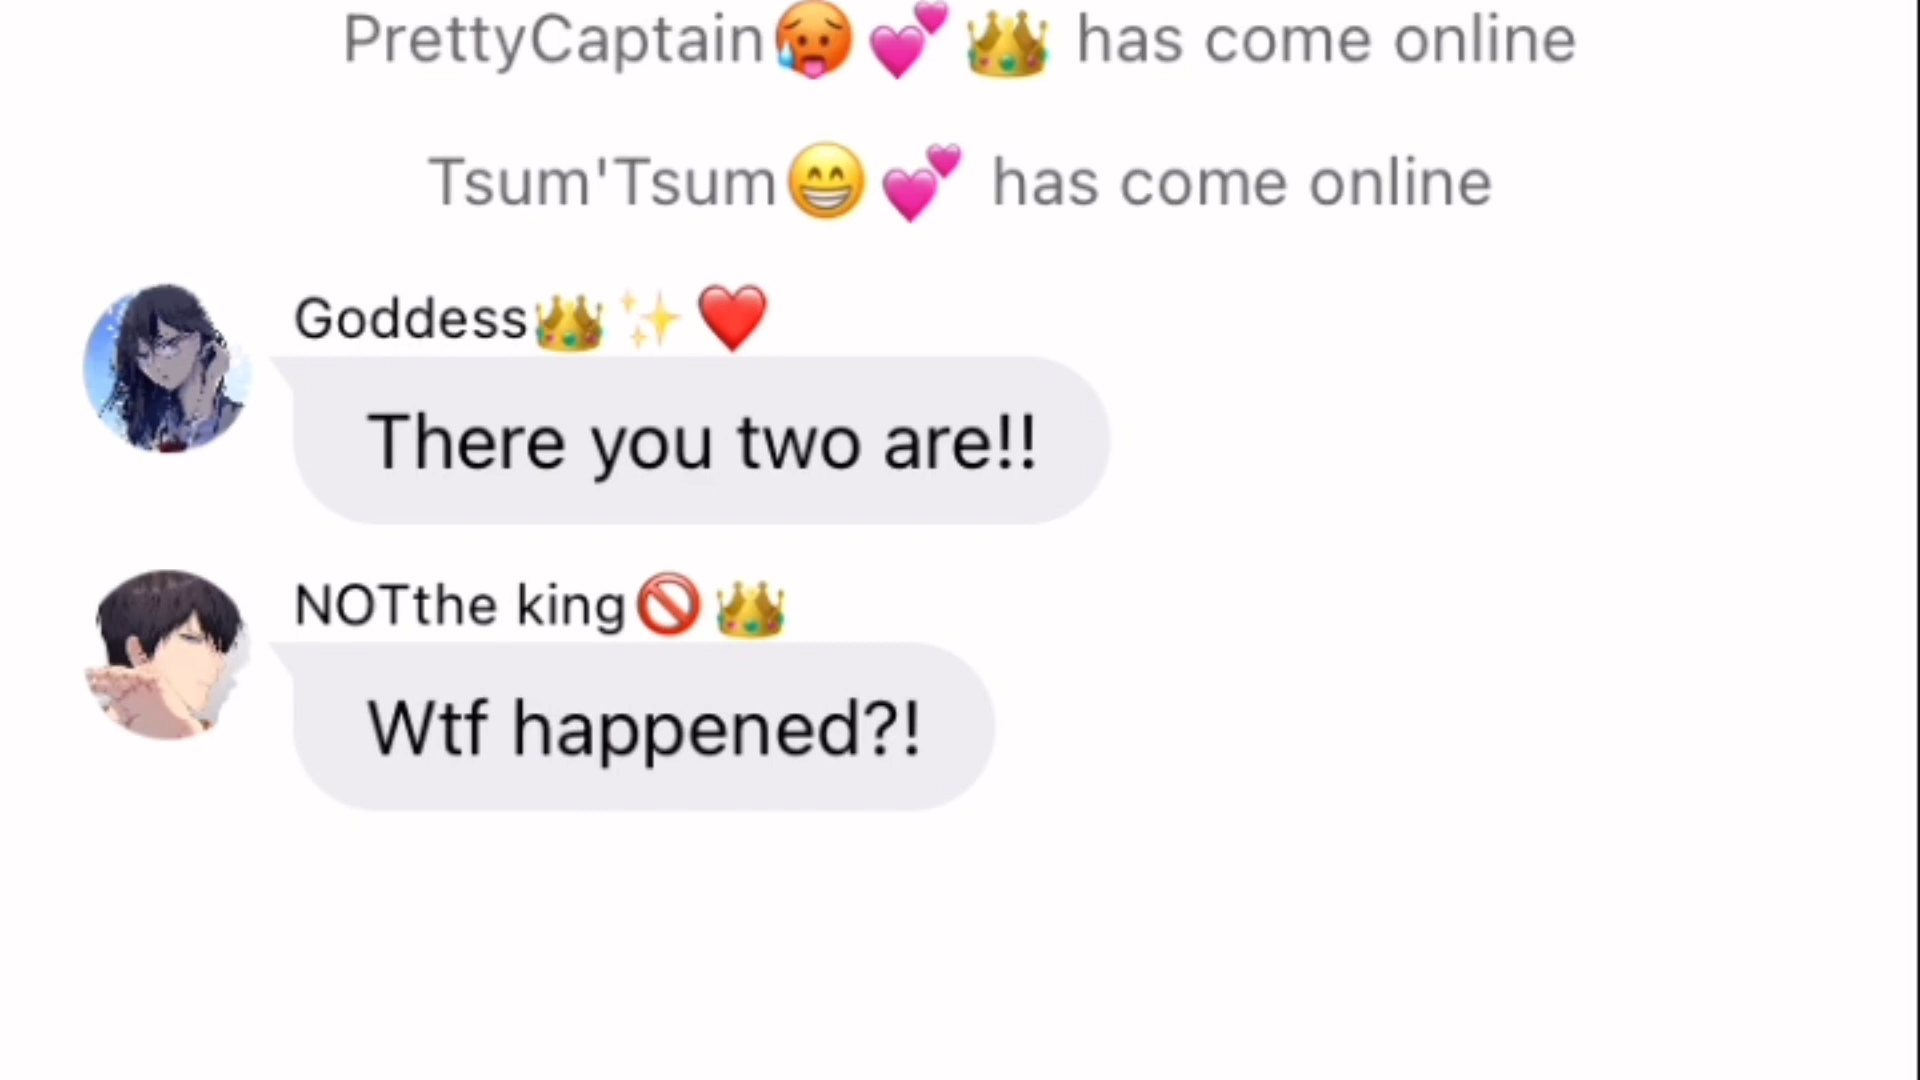 PrettyCaptain🥵💕👑 has come online
Tsum'Tsum😁💕 has come online
Goddess👑✨❤️
There you two are!!
NOTthe king🚫👑
Wtf happened?!